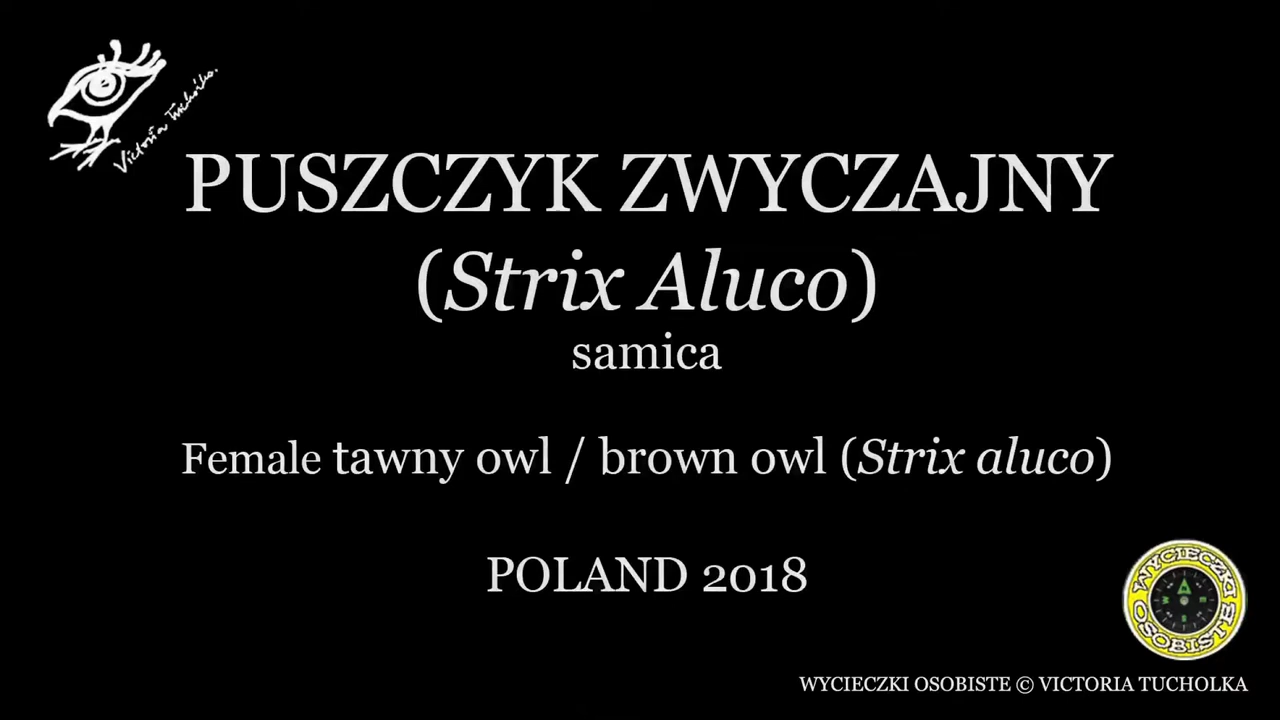 Victoria Tucholka.
PUSZCZYK ZWYCZAJNY
(Strix Aluco)
samica
Female tawny owl / brown owl (Strix aluco)
POLAND 2018
WYCIECZKI
OSOBISTE
WYCIECZKI OSOBISTE © VICTORIA TUCHOLKA